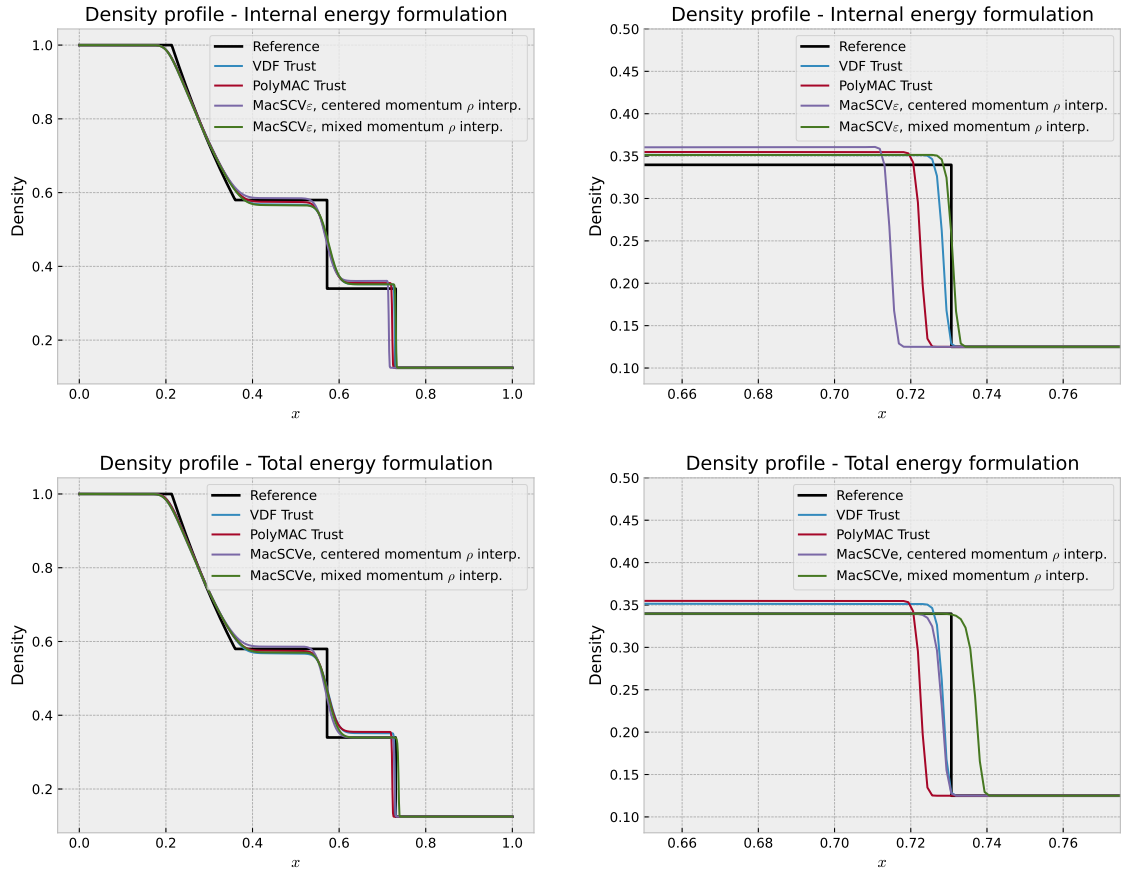 Density profile - Internal energy formulation
Density
1.0
0.8
0.6
0.4
0.2
Reference
VDF Trust
PolyMAC Trust
MacSCVε, centered momentum ρ interp.
MacSCVε, mixed momentum ρ interp.
0.0 0.2 0.4 0.6 0.8 1.0
x
Density profile - Internal energy formulation
Density
0.50
0.45
0.40
0.35
0.30
0.25
0.20
0.15
0.10
Reference
VDF Trust
PolyMAC Trust
MacSCVε, centered momentum ρ interp.
MacSCVε, mixed momentum ρ interp.
0.66 0.68 0.70 0.72 0.74 0.76
x
Density profile - Total energy formulation
Density
1.0
0.8
0.6
0.4
0.2
Reference
VDF Trust
PolyMAC Trust
MacSCVe, centered momentum ρ interp.
MacSCVe, mixed momentum ρ interp.
0.0 0.2 0.4 0.6 0.8 1.0
x
Density profile - Total energy formulation
Density
0.50
0.45
0.40
0.35
0.30
0.25
0.20
0.15
0.10
Reference
VDF Trust
PolyMAC Trust
MacSCVe, centered momentum ρ interp.
MacSCVe, mixed momentum ρ interp.
0.66 0.68 0.70 0.72 0.74 0.76
x